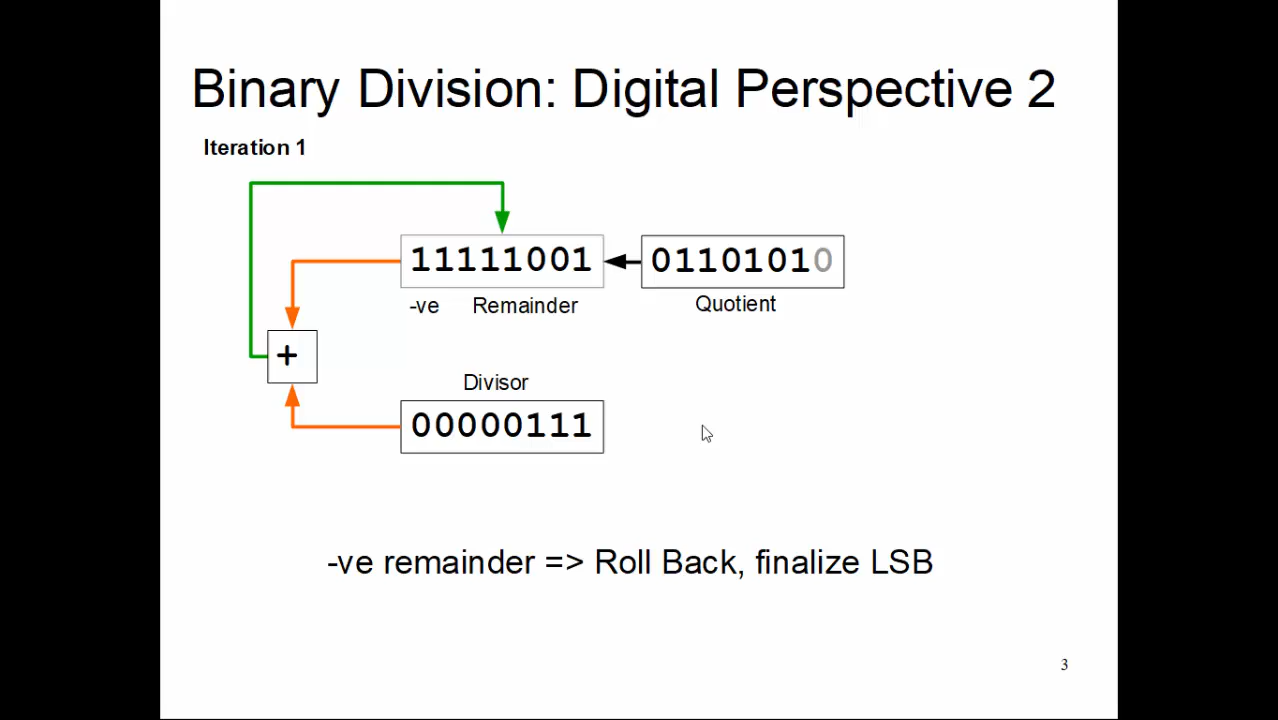 Binary Division: Digital Perspective 2
Iteration 1
11111001
01101010
-ve Remainder
Quotient
+
Divisor
00000111
-ve remainder => Roll Back, finalize LSB
3